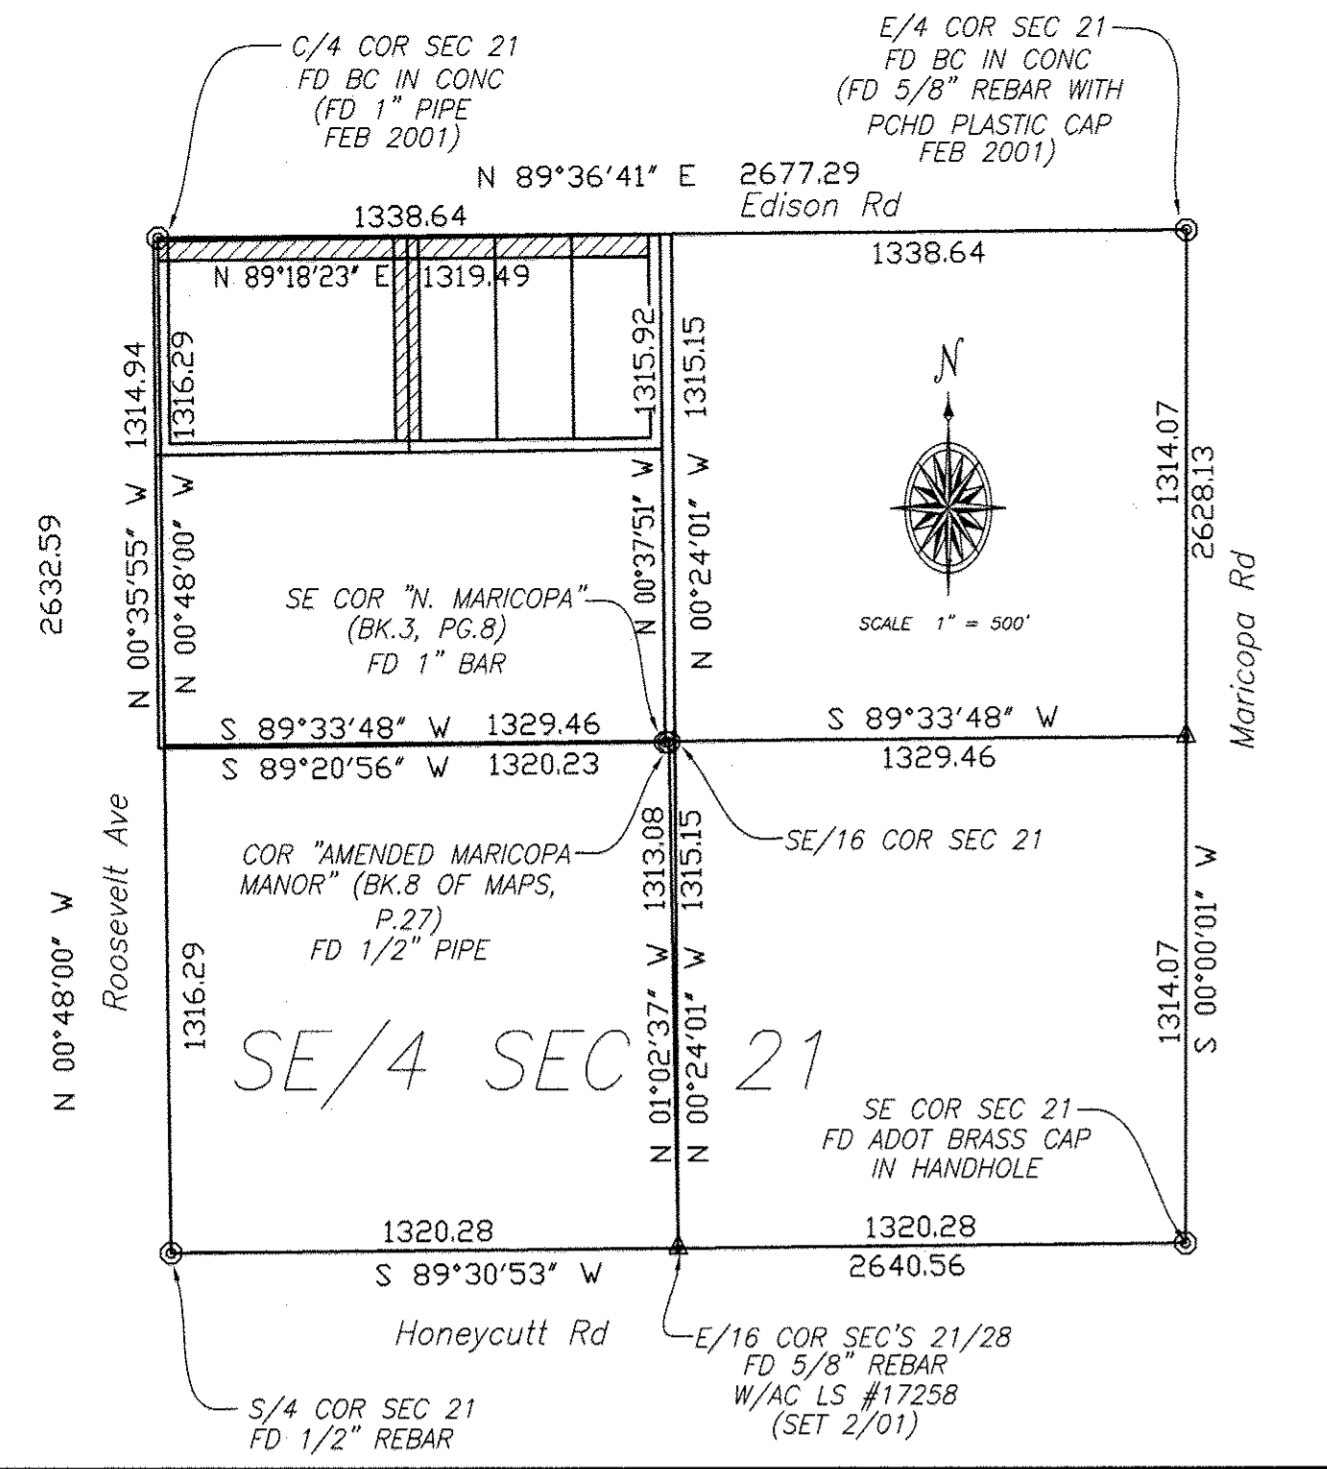 C/4 COR SEC 21
FD BC IN CONC
(FD 1" PIPE
FEB 2001)
E/4 COR SEC 21
FD BC IN CONC
(FD 5/8" REBAR WITH
PCHD PLASTIC CAP
FEB 2001)
N 89°36'41" E 2677.29
Edison Rd
1338.64
1338.64
N 89°18'23" E 1319.49
1314.94
1316.29
1315.92
1315.15
N
1314.07
2628.13
2632.59
N 00°35'55" W
N 00°48'00" W
N 00°37'51" W
N 00°24'01" W
SCALE 1" = 500'
Maricopa Rd
SE COR "N. MARICOPA"
(BK.3, PG.8)
FD 1" BAR
S 89°33'48" W 1329.46
S 89°20'56" W 1320.23
S 89°33'48" W
1329.46
Roosevelt Ave
N 00°48'00" W
1316.29
COR "AMENDED MARICOPA
MANOR" (BK.8 OF MAPS,
P.27)
FD 1/2" PIPE
1313.08
1315.15
SE/16 COR SEC 21
N 01°02'37" W
N 00°24'01" W
1314.07
S 00°00'01" W
SE/4 SEC 21
SE COR SEC 21
FD ADOT BRASS CAP
IN HANDHOLE
1320.28
S 89°30'53" W
1320.28
2640.56
Honeycutt Rd
E/16 COR SEC'S 21/28
FD 5/8" REBAR
W/AC LS #17258
(SET 2/01)
S/4 COR SEC 21
FD 1/2" REBAR